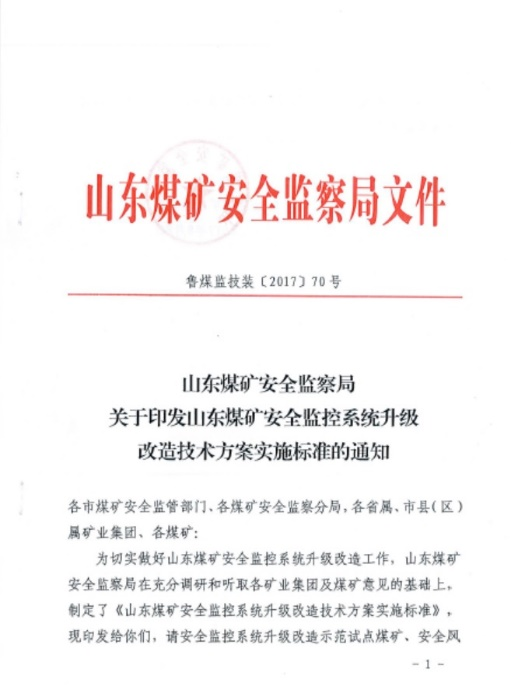 山东煤矿安全监察局文件
鲁煤监技装〔2017〕70号
山东煤矿安全监察局
关于印发山东煤矿安全监控系统升级
改造技术方案实施标准的通知
各市煤矿安全监管部门、各煤矿安全监察分局，各省属、市县（区）
属矿业集团、各煤矿：
为切实做好山东煤矿安全监控系统升级改造工作，山东煤矿
安全监察局在充分调研和听取各矿业集团及煤矿意见的基础上，
制定了《山东煤矿安全监控系统升级改造技术方案实施标准》，
现印发给你们，请安全监控系统升级改造示范试点煤矿、安全风
- 1 -